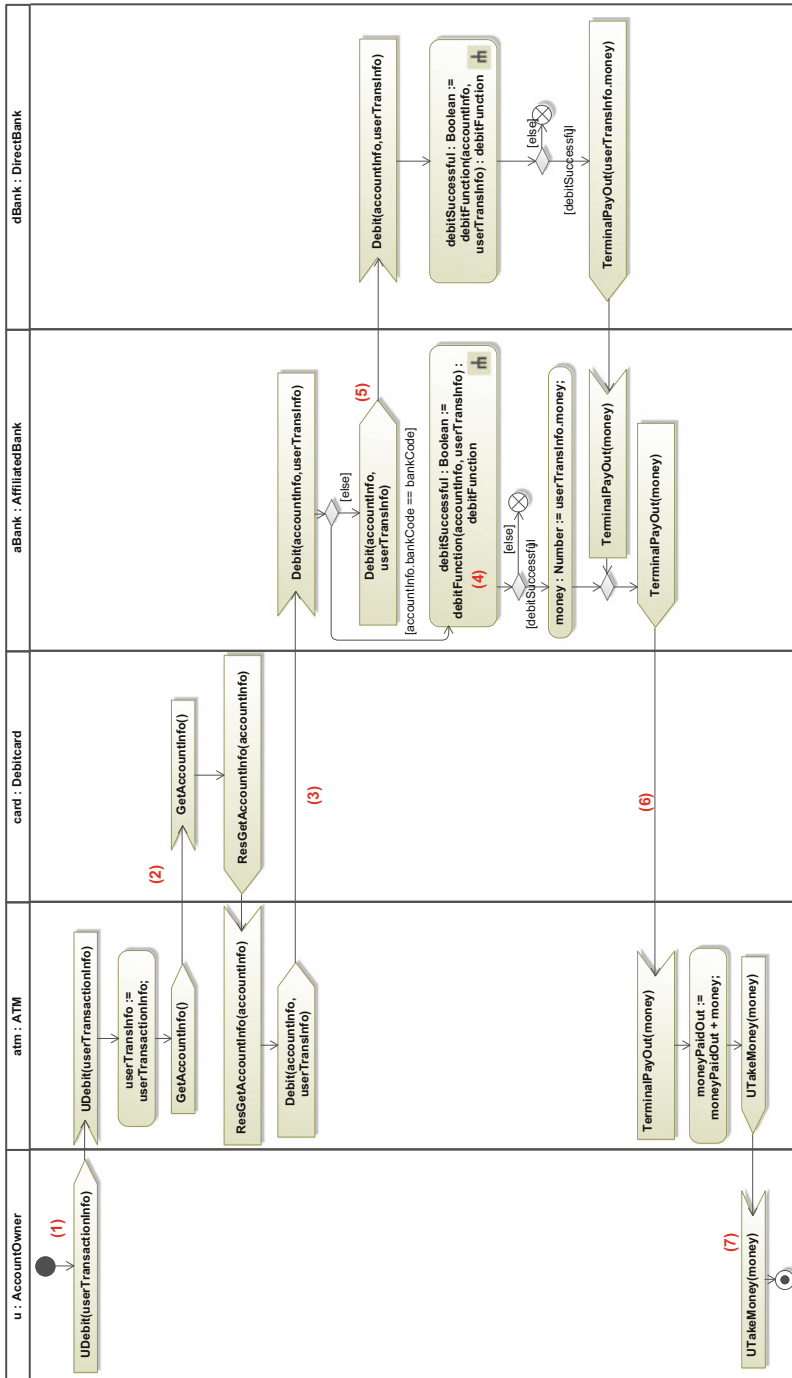 u : AccountOwner
atm : ATM
card : Debitcard
aBank : AffiliatedBank
dBank : DirectBank
(1)
UDebit(userTransactionInfo)
UDebit(userTransactionInfo)
userTransInfo :=
userTransactionInfo;
GetAccountInfo()
(2)
GetAccountInfo()
ResGetAccountInfo(accountInfo)
ResGetAccountInfo(accountInfo)
Debit(accountInfo,
userTransInfo)
(3)
Debit(accountInfo,userTransInfo)
[else]
Debit(accountInfo,
userTransInfo)
(5)
[accountInfo.bankCode == bankCode]
Debit(accountInfo,userTransInfo)
debitSuccessful : Boolean :=
debitFunction(accountInfo, userTransInfo) :
debitFunction
(4)
[else]
[debitSuccessful]
money : Number := userTransInfo.money;
debitSuccessful : Boolean :=
debitFunction(accountInfo,
userTransInfo) : debitFunction
[else]
[debitSuccessful]
TerminalPayOut(userTransInfo.money)
TerminalPayOut(money)
TerminalPayOut(money)
(6)
TerminalPayOut(money)
moneyPaidOut :=
moneyPaidOut + money;
UTakeMoney(money)
(7)
UTakeMoney(money)